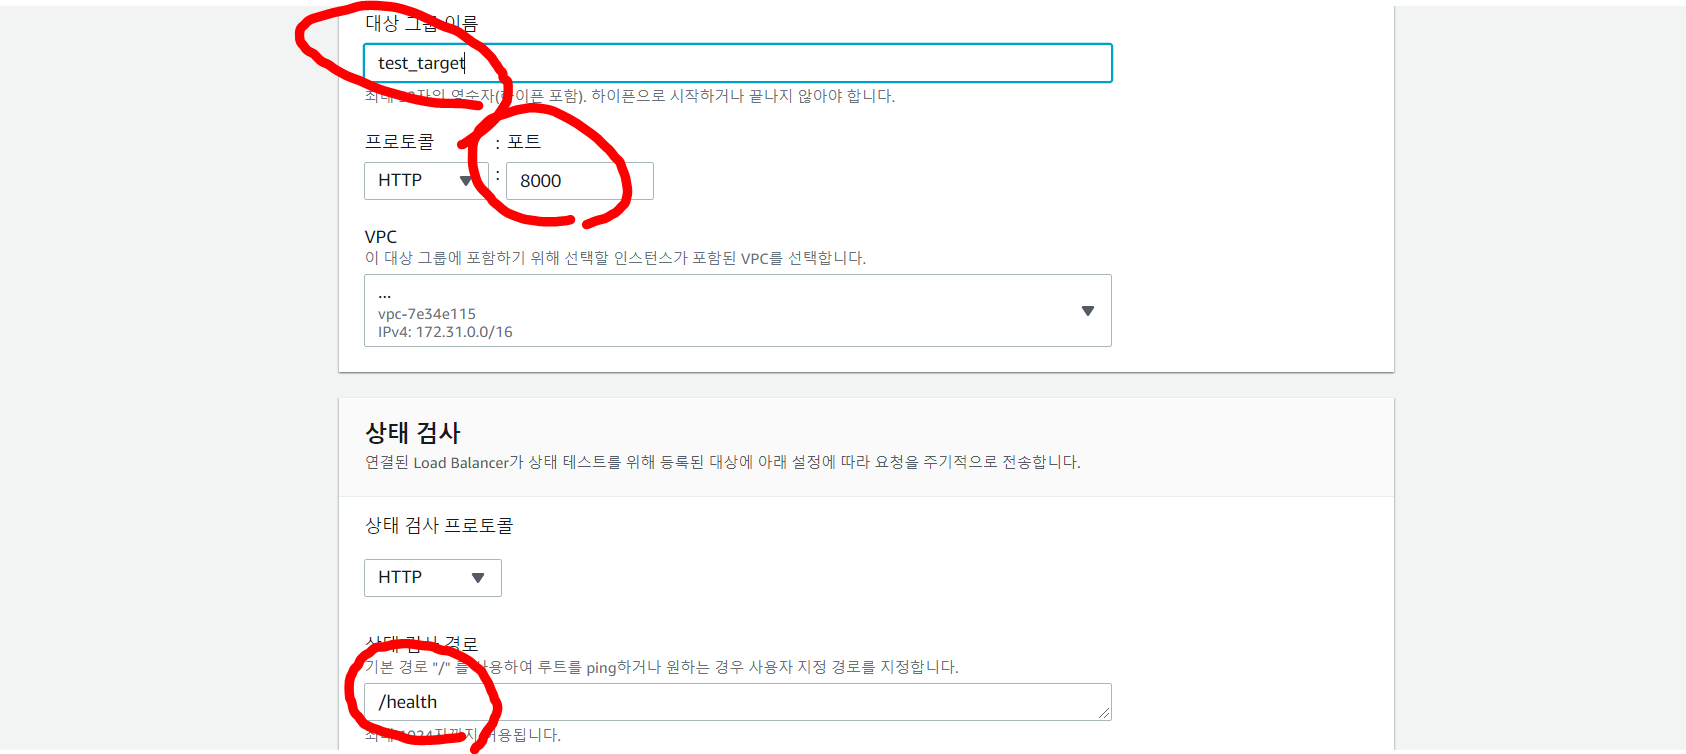 대상 그룹 이름
test_target
최대 자의 영숫자(하이픈 포함). 하이픈으로 시작하거나 끝나지 않아야 합니다.
프로토콜 : 포트
HTTP : 8000
VPC
이 대상 그룹에 포함하기 위해 선택할 인스턴스가 포함된 VPC를 선택합니다.
...
vpc-7e34e115
IPv4: 172.31.0.0/16
상태 검사
연결된 Load Balancer가 상태 테스트를 위해 등록된 대상에 아래 설정에 따라 요청을 주기적으로 전송합니다.
상태 검사 프로토콜
HTTP
상태 검사 경로
기본 경로 "/" 를 사용하여 루트를 ping하거나 원하는 경우 사용자 지정 경로를 지정합니다.
/health
최대 1024자까지 허용됩니다.